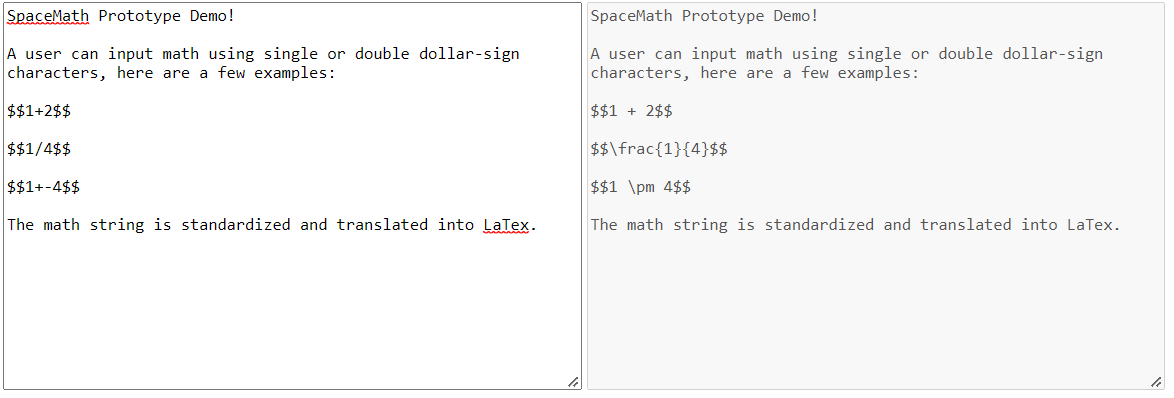 SpaceMath Prototype Demo!
A user can input math using single or double dollar-sign
characters, here are a few examples:
$$1+2$$
$$1/4$$
$$1+-4$$
The math string is standardized and translated into LaTex.
SpaceMath Prototype Demo!
A user can input math using single or double dollar-sign
characters, here are a few examples:
$$1 + 2$$
$$\frac{1}{4}$$
$$1 \pm 4$$
The math string is standardized and translated into LaTex.